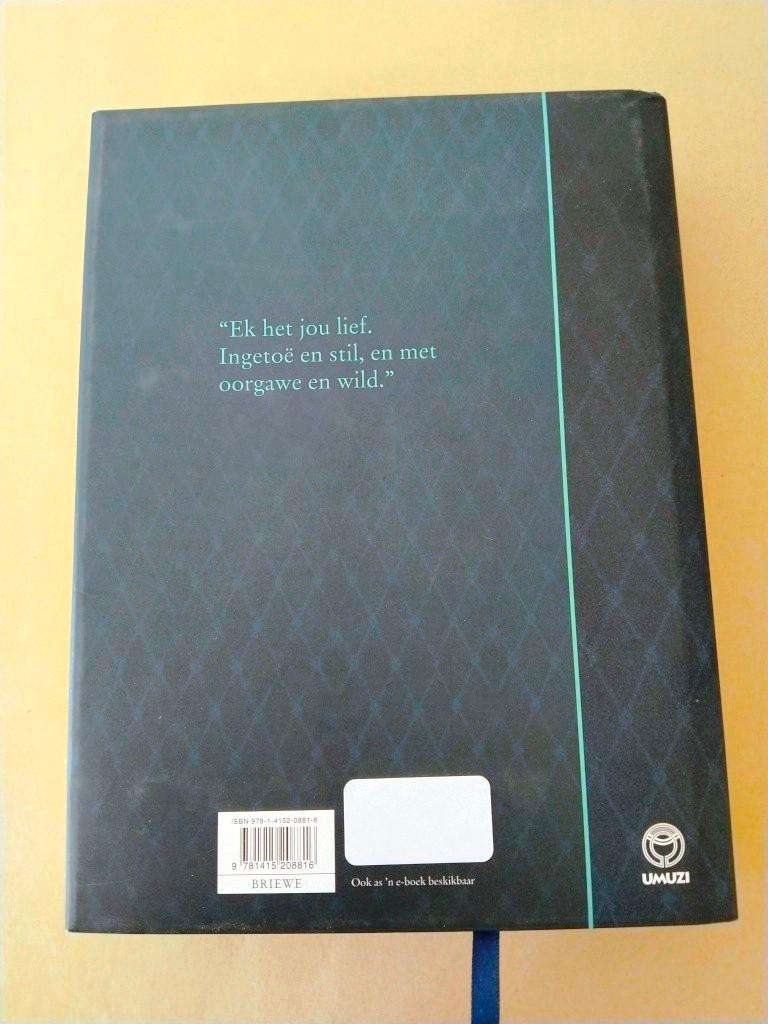 “Ek het jou lief.
Ingetoë en stil, en met
oorgawe en wild.”
ISBN 978-1-4152-0881-6
9 781415 208816
BRIEWE
Ook as ’n e-boek beskikbaar
UMUZI